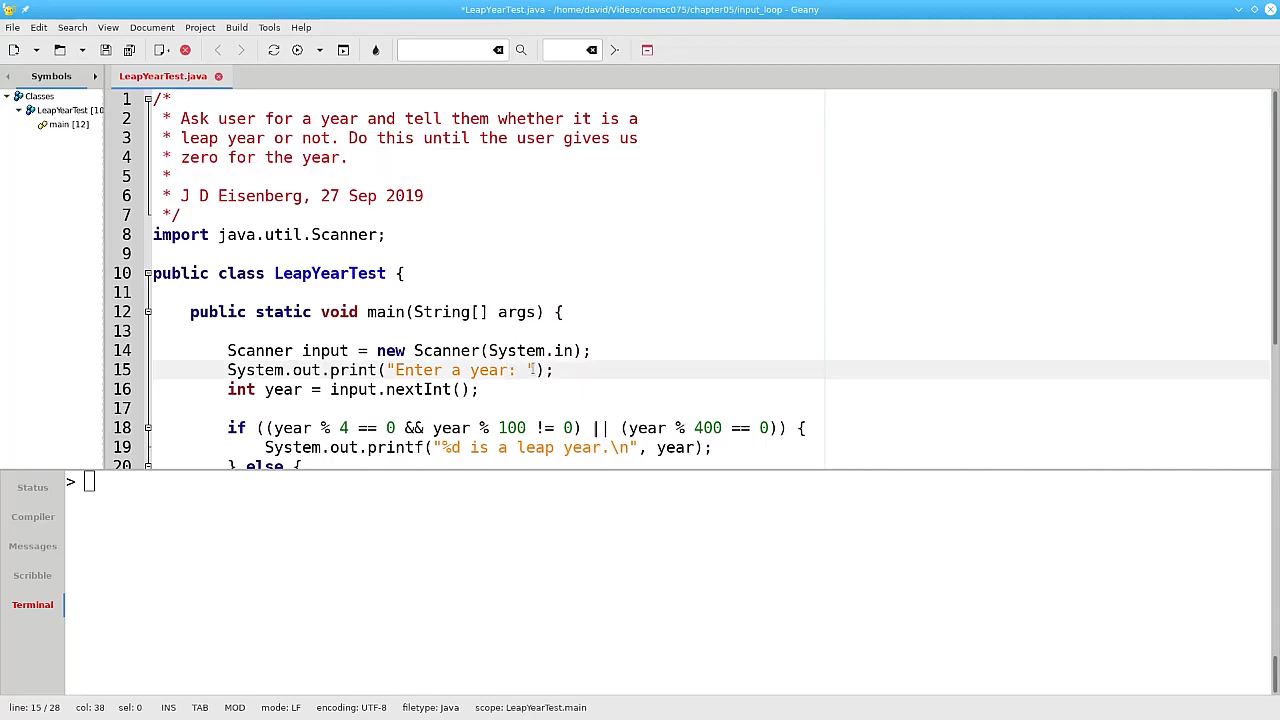 *LeapYearTest.java - /home/david/Videos/comsc075/chapter05/input_loop - Geany
File Edit Search View Document Project Build Tools Help
Symbols LeapYearTest.java
Classes
LeapYearTest [10
main [12]
1 /*
2 * Ask user for a year and tell them whether it is a
3 * leap year or not. Do this until the user gives us
4 * zero for the year.
5 *
6 * J D Eisenberg, 27 Sep 2019
7 */
8 import java.util.Scanner;
9
10 public class LeapYearTest {
11
12 public static void main(String[] args) {
13
14 Scanner input = new Scanner(System.in);
15 System.out.print("Enter a year: ");
16 int year = input.nextInt();
17
18 if ((year % 4 == 0 && year % 100 != 0) || (year % 400 == 0)) {
19 System.out.printf("%d is a leap year.\n", year);
20 } else {
Status
Compiler
Messages
Scribble
Terminal
>
line: 15 / 28 col: 38 sel: 0 INS TAB MOD mode: LF encoding: UTF-8 filetype: Java scope: LeapYearTest.main